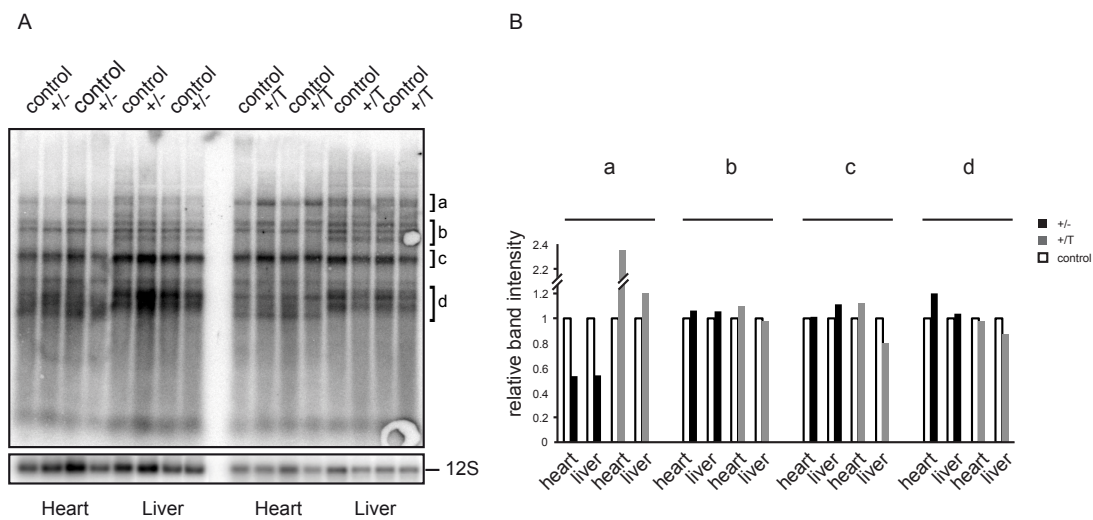 A
control
+/-
control
+/-
control
+/-
control
+/-
control
+/T
control
+/T
control
+/T
control
+/T
a
b
c
d
12S
Heart
Liver
Heart
Liver
B
a
b
c
d
+/-
+/T
control
relative band intensity
2.4
2.2
1.2
1
0.8
0.6
0.4
0.2
0
heart
liver
heart
liver
heart
liver
heart
liver
heart
liver
heart
liver
heart
liver
heart
liver